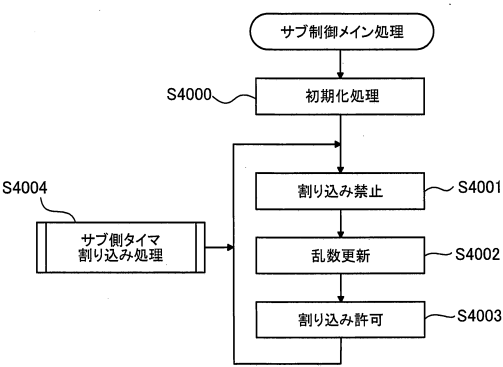 サブ制御メイン処理
S4000
初期化処理
S4004
割り込み禁止
S4001
サブ側タイマ
割り込み処理
乱数更新
S4002
割り込み許可
S4003